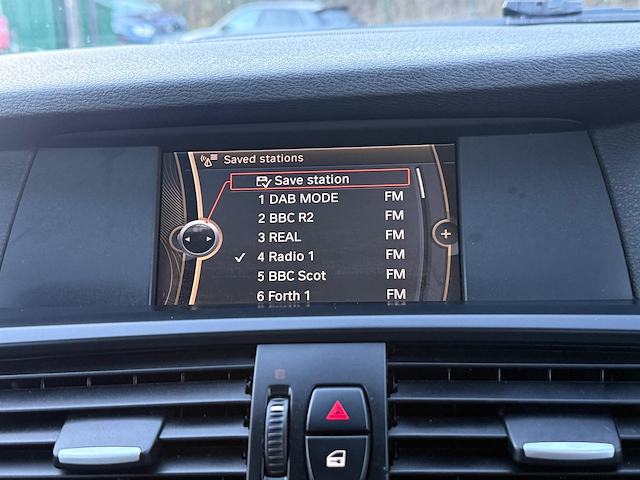 Saved stations
Save station
1 DAB MODE FM
2 BBC R2 FM
3 REAL FM
4 Radio 1 FM
5 BBC Scot FM
6 Forth 1 FM